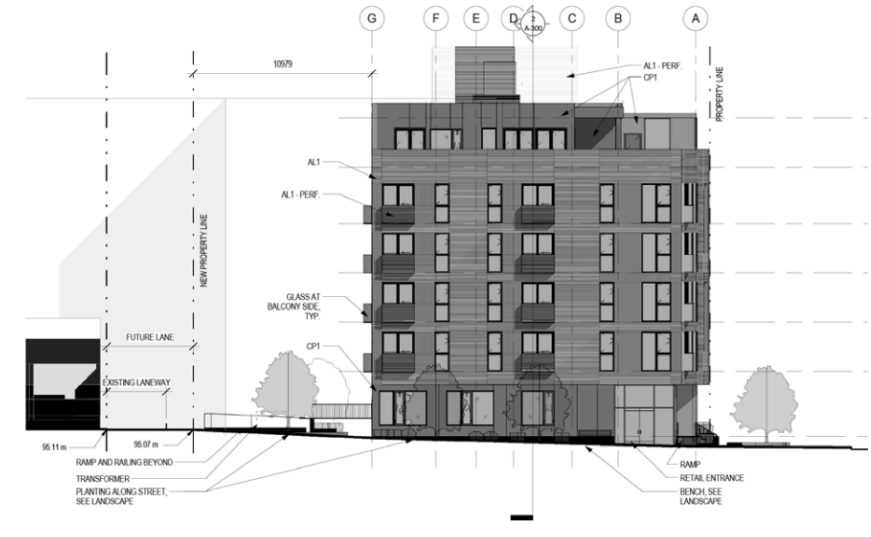 G F E D C B A
2
A-300
10979
AL1 - PERF.
CP1
PROPERTY LINE
AL1
AL1 - PERF.
NEW PROPERTY LINE
GLASS AT
BALCONY SIDE,
TYP.
FUTURE LANE
CP1
EXISTING LANEWAY
95.11 m
95.07 m
RAMP AND RAILING BEYOND
TRANSFORMER
PLANTING ALONG STREET,
SEE LANDSCAPE
RAMP
RETAIL ENTRANCE
BENCH, SEE
LANDSCAPE